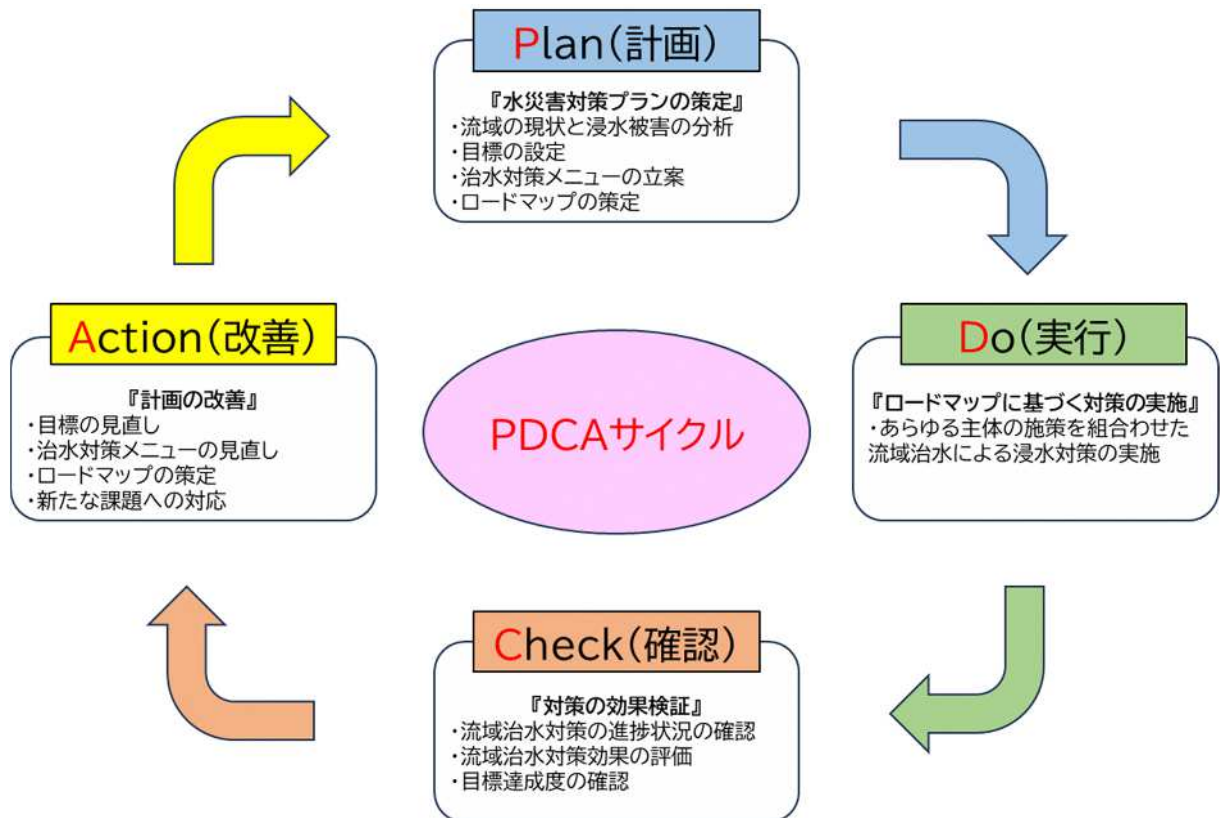 Plan(計画)
『水災害対策プランの策定』
・流域の現状と浸水被害の分析
・目標の設定
・治水対策メニューの立案
・ロードマップの策定
Do(実行)
『ロードマップに基づく対策の実施』
・あらゆる主体の施策を組合わせた
流域治水による浸水対策の実施
Check(確認)
『対策の効果検証』
・流域治水対策の進捗状況の確認
・流域治水対策効果の評価
・目標達成度の確認
Action(改善)
『計画の改善』
・目標の見直し
・治水対策メニューの見直し
・ロードマップの策定
・新たな課題への対応
PDCAサイクル